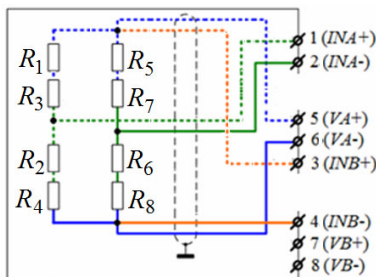 1 (INA+)
2 (INA-)
R1 R5
R3 R7
5 (VA+)
6 (VA-)
3 (INB+)
R2 R6
R4 R8
4 (INB-)
7 (VB+)
8 (VB-)